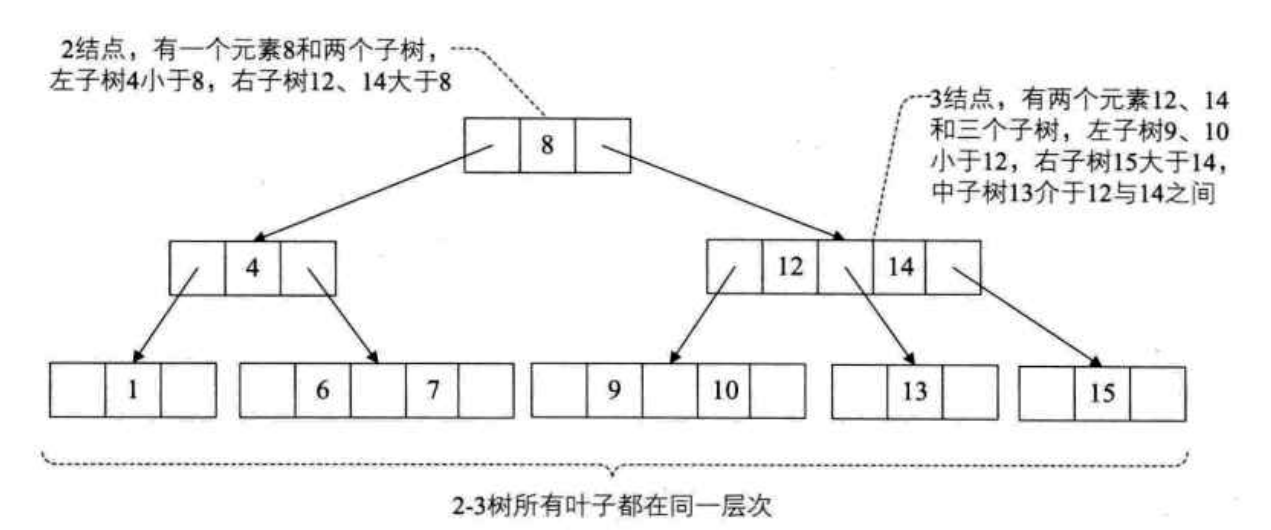 2结点，有一个元素8和两个子树，
左子树4小于8，右子树12、14大于8
3结点，有两个元素12、14
和三个子树，左子树9、10
小于12，右子树15大于14，
中子树13介于12与14之间
8
4
12 14
1
6 7
9 10
13
15
2-3树所有叶子都在同一层次